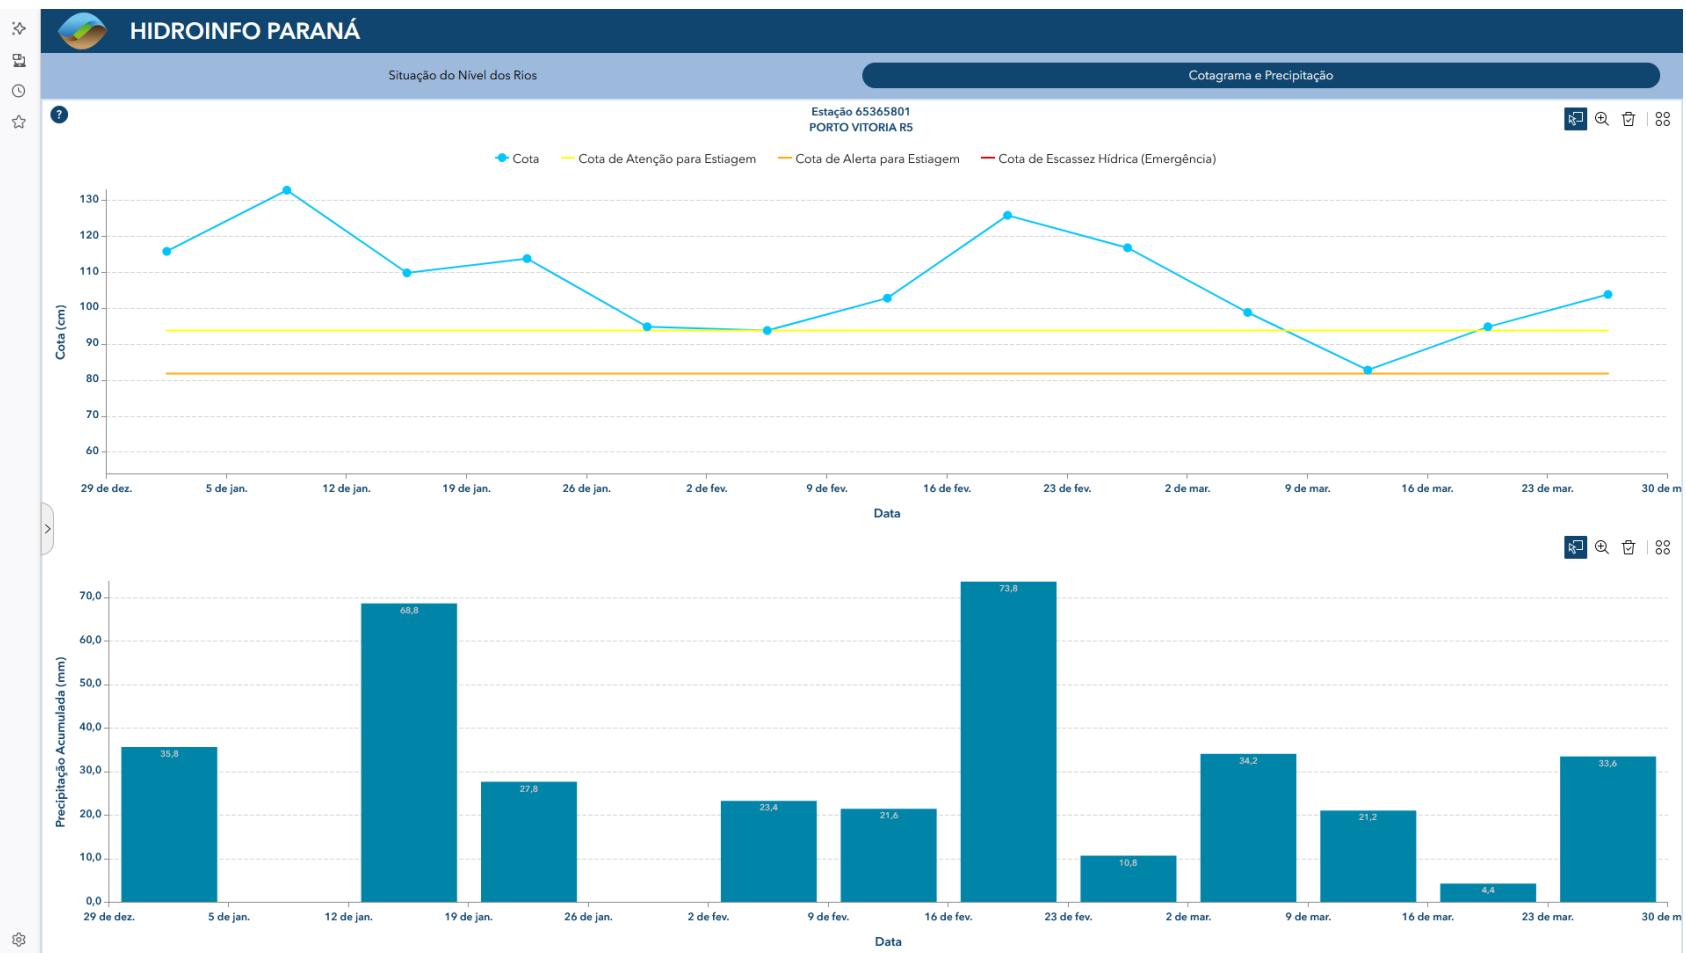 HIDROINFO PARANÁ
Situação do Nível dos Rios
Cotagrama e Precipitação
?
Estação 65365801
PORTO VITORIA R5
Cota
Cota de Atenção para Estiagem
Cota de Alerta para Estiagem
Cota de Escassez Hídrica (Emergência)
130
120
110
100
90
80
70
60
Cota (cm)
29 de dez.
5 de jan.
12 de jan.
19 de jan.
26 de jan.
2 de fev.
9 de fev.
16 de fev.
23 de fev.
2 de mar.
9 de mar.
16 de mar.
23 de mar.
30 de m
Data
70,0
60,0
50,0
40,0
30,0
20,0
10,0
0,0
Precipitação Acumulada (mm)
35,8
68,8
27,8
23,4
21,6
73,8
10,8
34,2
21,2
4,4
33,6
29 de dez.
5 de jan.
12 de jan.
19 de jan.
26 de jan.
2 de fev.
9 de fev.
16 de fev.
23 de fev.
2 de mar.
9 de mar.
16 de mar.
23 de mar.
30 de m
Data